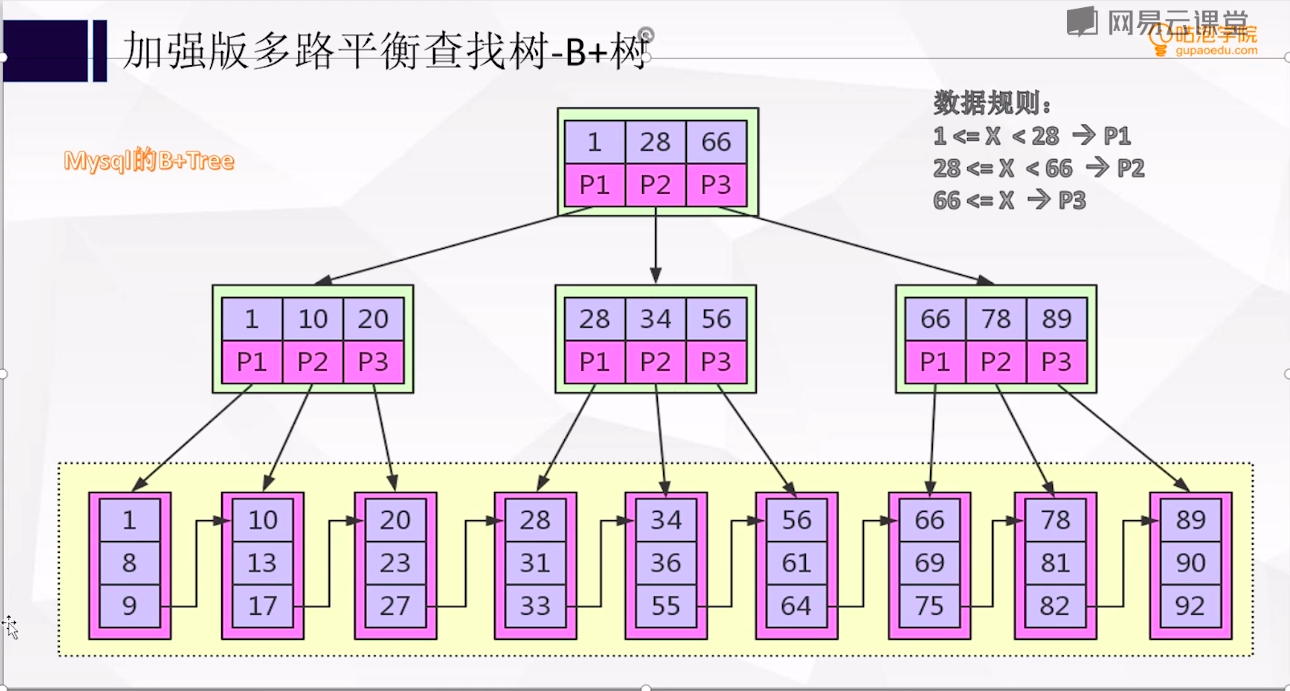 网易云课堂
咕泡学院
gupaoedu.com
加强版多路平衡查找树-B+树
Mysql的B+Tree
数据规则：
1 <= X < 28 → P1
28 <= X < 66 → P2
66 <= X → P3
1 28 66
P1 P2 P3
1 10 20 28 34 56 66 78 89
P1 P2 P3 P1 P2 P3 P1 P2 P3
1 10 20 28 34 56 66 78 89
8 13 23 31 36 61 69 81 90
9 17 27 33 55 64 75 82 92